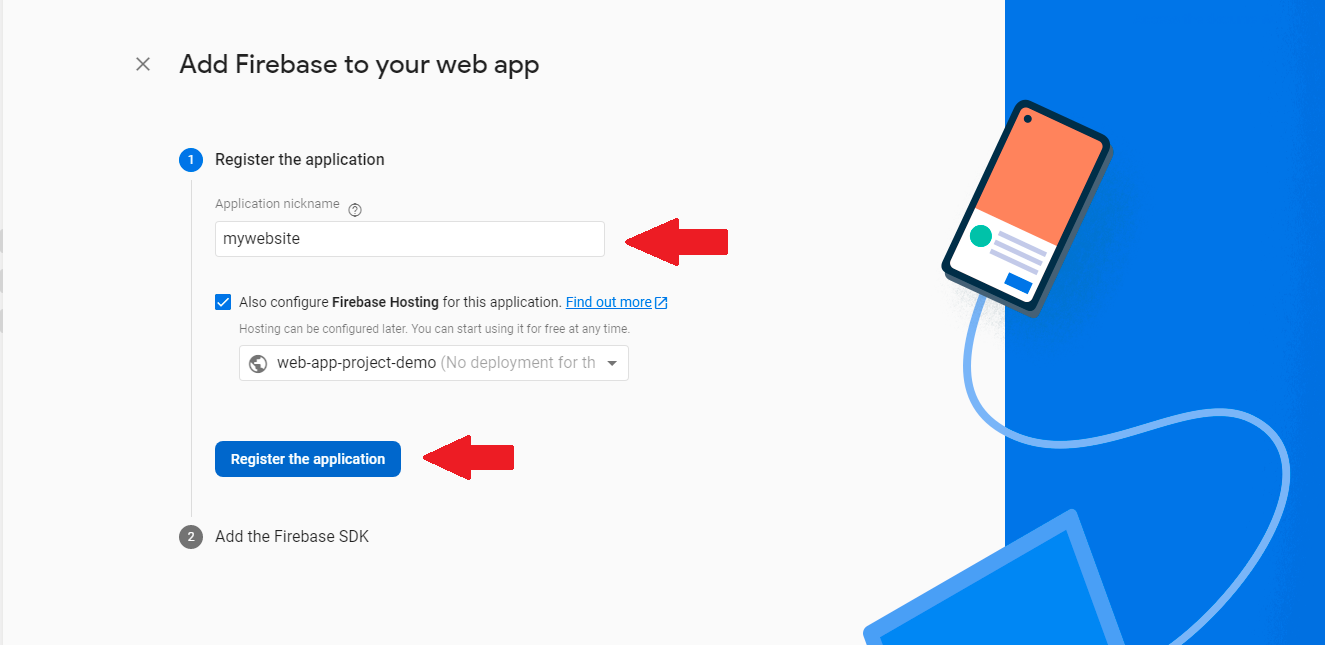 Add Firebase to your web app
1 Register the application
Application nickname
mywebsite
Also configure Firebase Hosting for this application. Find out more
Hosting can be configured later. You can start using it for free at any time.
web-app-project-demo (No deployment for th
Register the application
2 Add the Firebase SDK